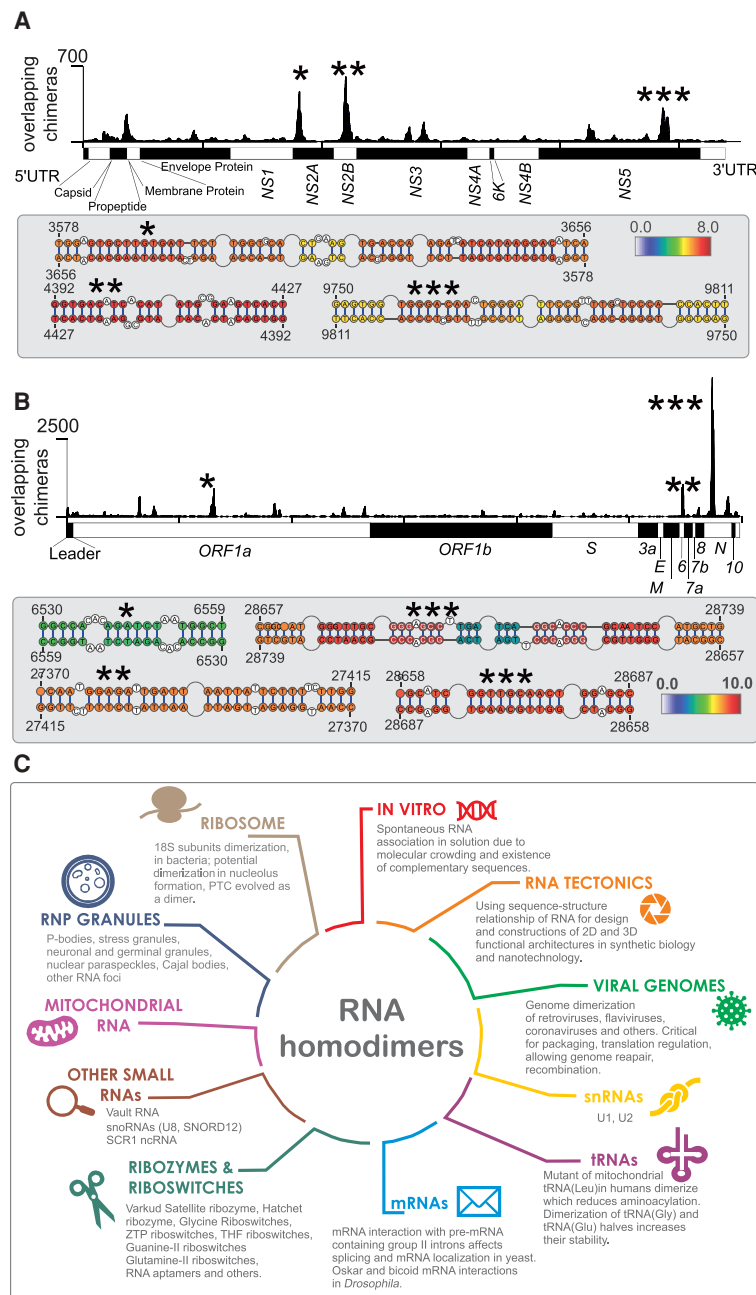 A
700
overlapping
chimeras
* ** ***
5'UTR
Capsid
Propeptide
Membrane Protein
Envelope Protein
NS1
NS2A
NS2B
NS3
NS4A
6K
NS4B
NS5
3'UTR
3578 * 3656
3656 3578
0.0 8.0
4392 ** 4427
4427 4392
9750 *** 9811
9811 9750
B
2500
overlapping
chimeras
* ** ***
Leader
ORF1a
ORF1b
S
3a
E
M
6
7a
7b
8
N
10
6530 * 6559
6559 6530
28657 *** 28739
28739 28657
27370 ** 27415
27415 27370
28658 *** 28687
28687 28658
0.0 10.0
C
RNA
homodimers
IN VITRO
Spontaneous RNA
association in solution due to
molecular crowding and existence
of complementary sequences.
RNA TECTONICS
Using sequence-structure
relationship of RNA for design
and constructions of 2D and 3D
functional architectures in synthetic biology
and nanotechnology.
VIRAL GENOMES
Genome dimerization
of retroviruses, flaviviruses,
coronaviruses and others. Critical
for packaging, translation regulation,
allowing genome reapair,
recombination.
snRNAs
U1, U2
tRNAs
Mutant of mitochondrial
tRNA(Leu)in humans dimerize
which reduces aminoacylation.
Dimerization of tRNA(Gly) and
tRNA(Glu) halves increases
their stability.
mRNAs
mRNA interaction with pre-mRNA
containing group II introns affects
splicing and mRNA localization in yeast.
Oskar and bicoid mRNA interactions
in Drosophila.
RIBOZYMES &
RIBOSWITCHES
Varkud Satellite ribozyme, Hatchet
ribozyme, Glycine Riboswitches,
ZTP riboswitches, THF riboswitches,
Guanine-II riboswitches
Glutamine-II riboswitches,
RNA aptamers and others.
OTHER SMALL
RNAs
Vault RNA
snoRNAs (U8, SNORD12)
SCR1 ncRNA
MITOCHONDRIAL
RNA
RNP GRANULES
P-bodies, stress granules,
neuronal and germinal granules,
nuclear paraspeckles, Cajal bodies,
other RNA foci
RIBOSOME
18S subunits dimerization,
in bacteria; potential
dimerization in nucleolus
formation, PTC evolved as
a dimer.